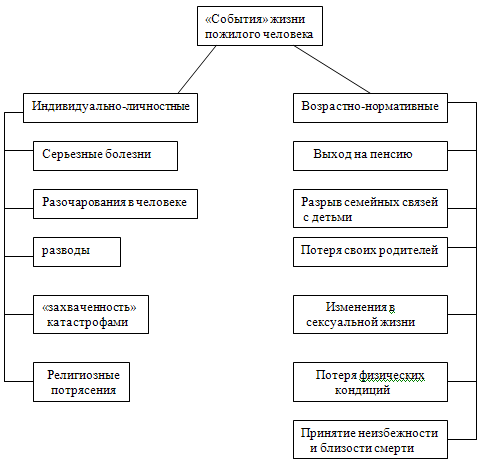 «События» жизни
пожилого человека
Индивидуально-личностные
Серьезные болезни
Разочарования в человеке
разводы
«захваченность»
катастрофами
Религиозные
потрясения
Возрастно-нормативные
Выход на пенсию
Разрыв семейных связей
с детьми
Потеря своих родителей
Изменения в
сексуальной жизни
Потеря физических
кондиций
Принятие неизбежности
и близости смерти